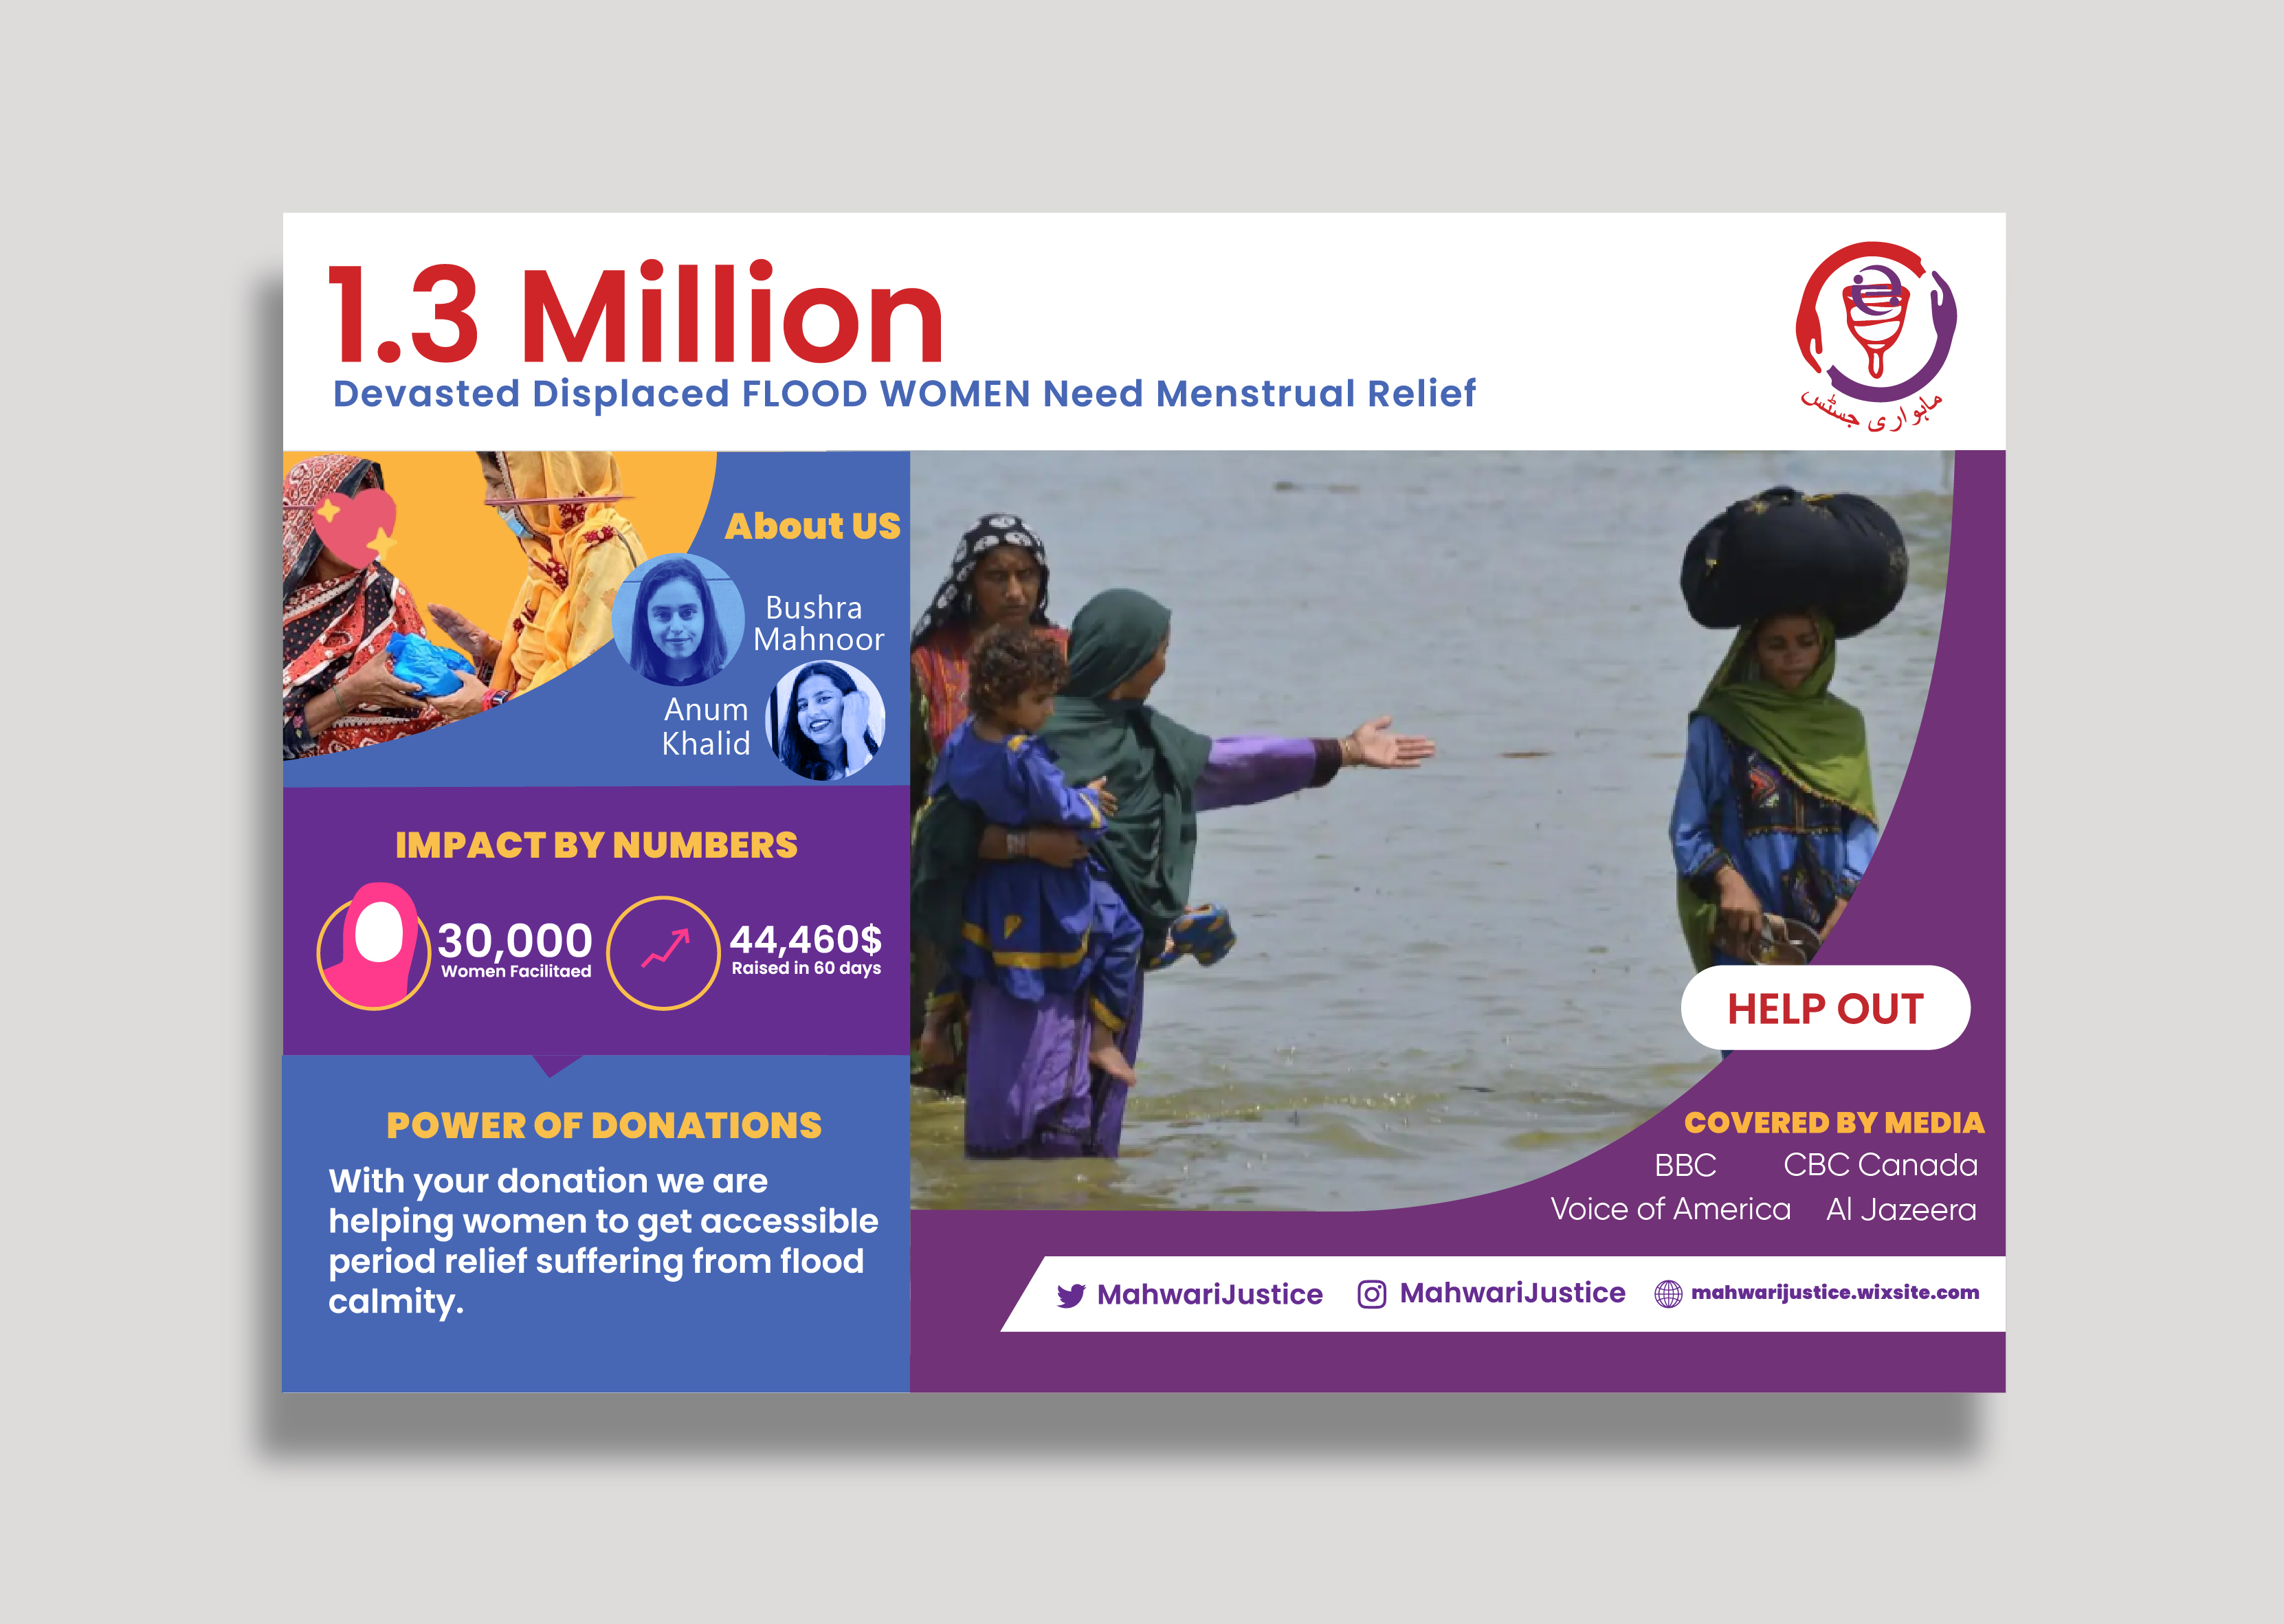 1.3 Million
Devasted Displaced FLOOD WOMEN Need Menstrual Relief
ماہواری جسٹس
About US
Bushra
Mahnoor
Anum
Khalid
IMPACT BY NUMBERS
30,000
Women Facilitaed
44,460$
Raised in 60 days
POWER OF DONATIONS
With your donation we are
helping women to get accessible
period relief suffering from flood
calmity.
HELP OUT
COVERED BY MEDIA
BBC CBC Canada
Voice of America Al Jazeera
MahwariJustice MahwariJustice mahwarijustice.wixsite.com